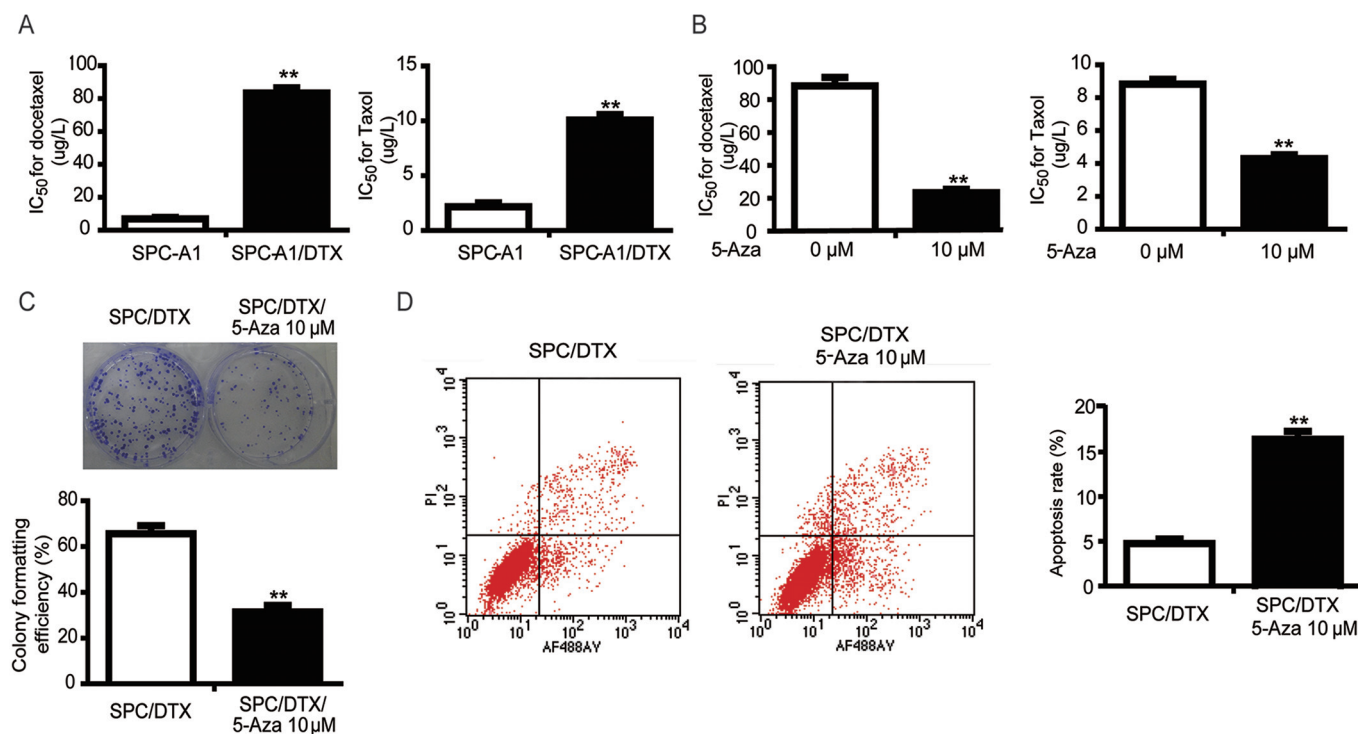 A
IC50 for docetaxel
(ug/L)
100
80
60
40
20
0
**
SPC-A1
SPC-A1/DTX
IC50 for Taxol
(ug/L)
15
10
5
0
**
SPC-A1
SPC-A1/DTX
B
IC50 for docetaxel
(ug/L)
100
80
60
40
20
0
**
5-Aza
0 µM
10 µM
IC50 for Taxol
(ug/L)
10
8
6
4
2
0
**
5-Aza
0 µM
10 µM
C
SPC/DTX
SPC/DTX/
5-Aza 10 µM
Colony formatting
efficiency (%)
80
60
40
20
0
**
SPC/DTX
SPC/DTX/
5-Aza 10 µM
D
SPC/DTX
PI
10^4
10^3
10^2
10^1
10^0
10^0 10^1 10^2 10^3 10^4
AF488AY
SPC/DTX
5-Aza 10 µM
PI
10^4
10^3
10^2
10^1
10^0
10^0 10^1 10^2 10^3 10^4
AF488AY
Apoptosis rate (%)
20
15
10
5
0
**
SPC/DTX
SPC/DTX
5-Aza 10 µM